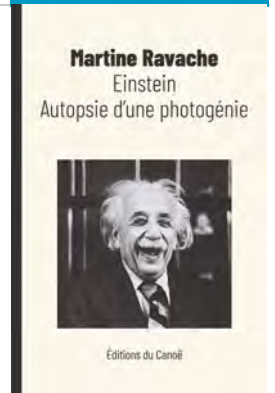 Martine Ravache
Einstein
Autopsie d'une photogénie
Éditions du Canoë